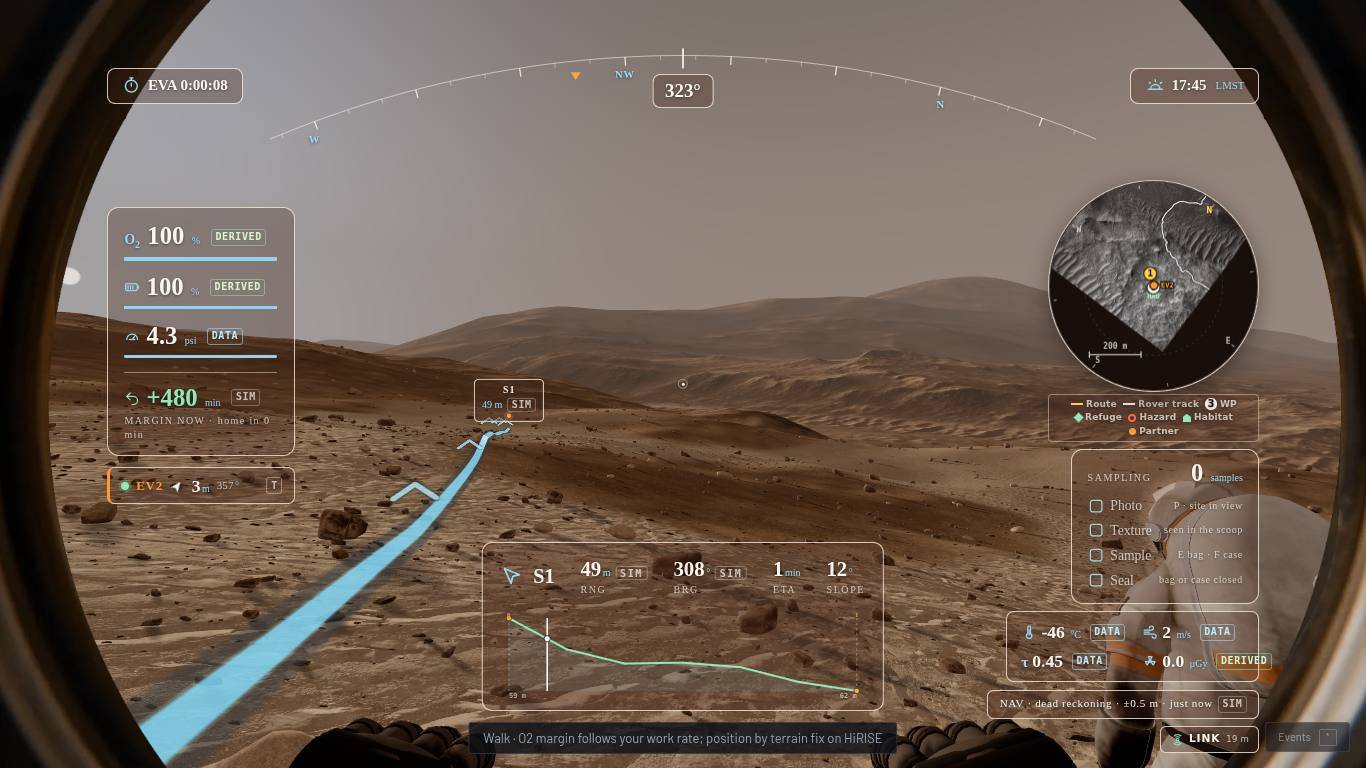 EVA 0:00:08
NW
323°
W
N
17:45 LMST
O2 100 % DERIVED
100 % DERIVED
4.3 psi DATA
+480 min SIM
MARGIN NOW · home in 0
min
EV2 3 m 357° T
S1
49 m SIM
N
N
1
EV2
200 m
S
E
Route Rover track 3 WP
Refuge Hazard Habitat
Partner
SAMPLING 0 samples
Photo P · site in view
Texture seen in the scoop
Sample E bag · F case
Seal bag or case closed
S1 49 m SIM 308° SIM 1 min 12°
RNG BRG ETA SLOPE
59 m 62 m
-46 °C DATA 2 m/s DATA
τ 0.45 DATA 0.0 µGy DERIVED
NAV · dead reckoning · ±0.5 m · just now SIM
Walk · O2 margin follows your work rate; position by terrain fix on HiRISE
LINK 19 m
Events